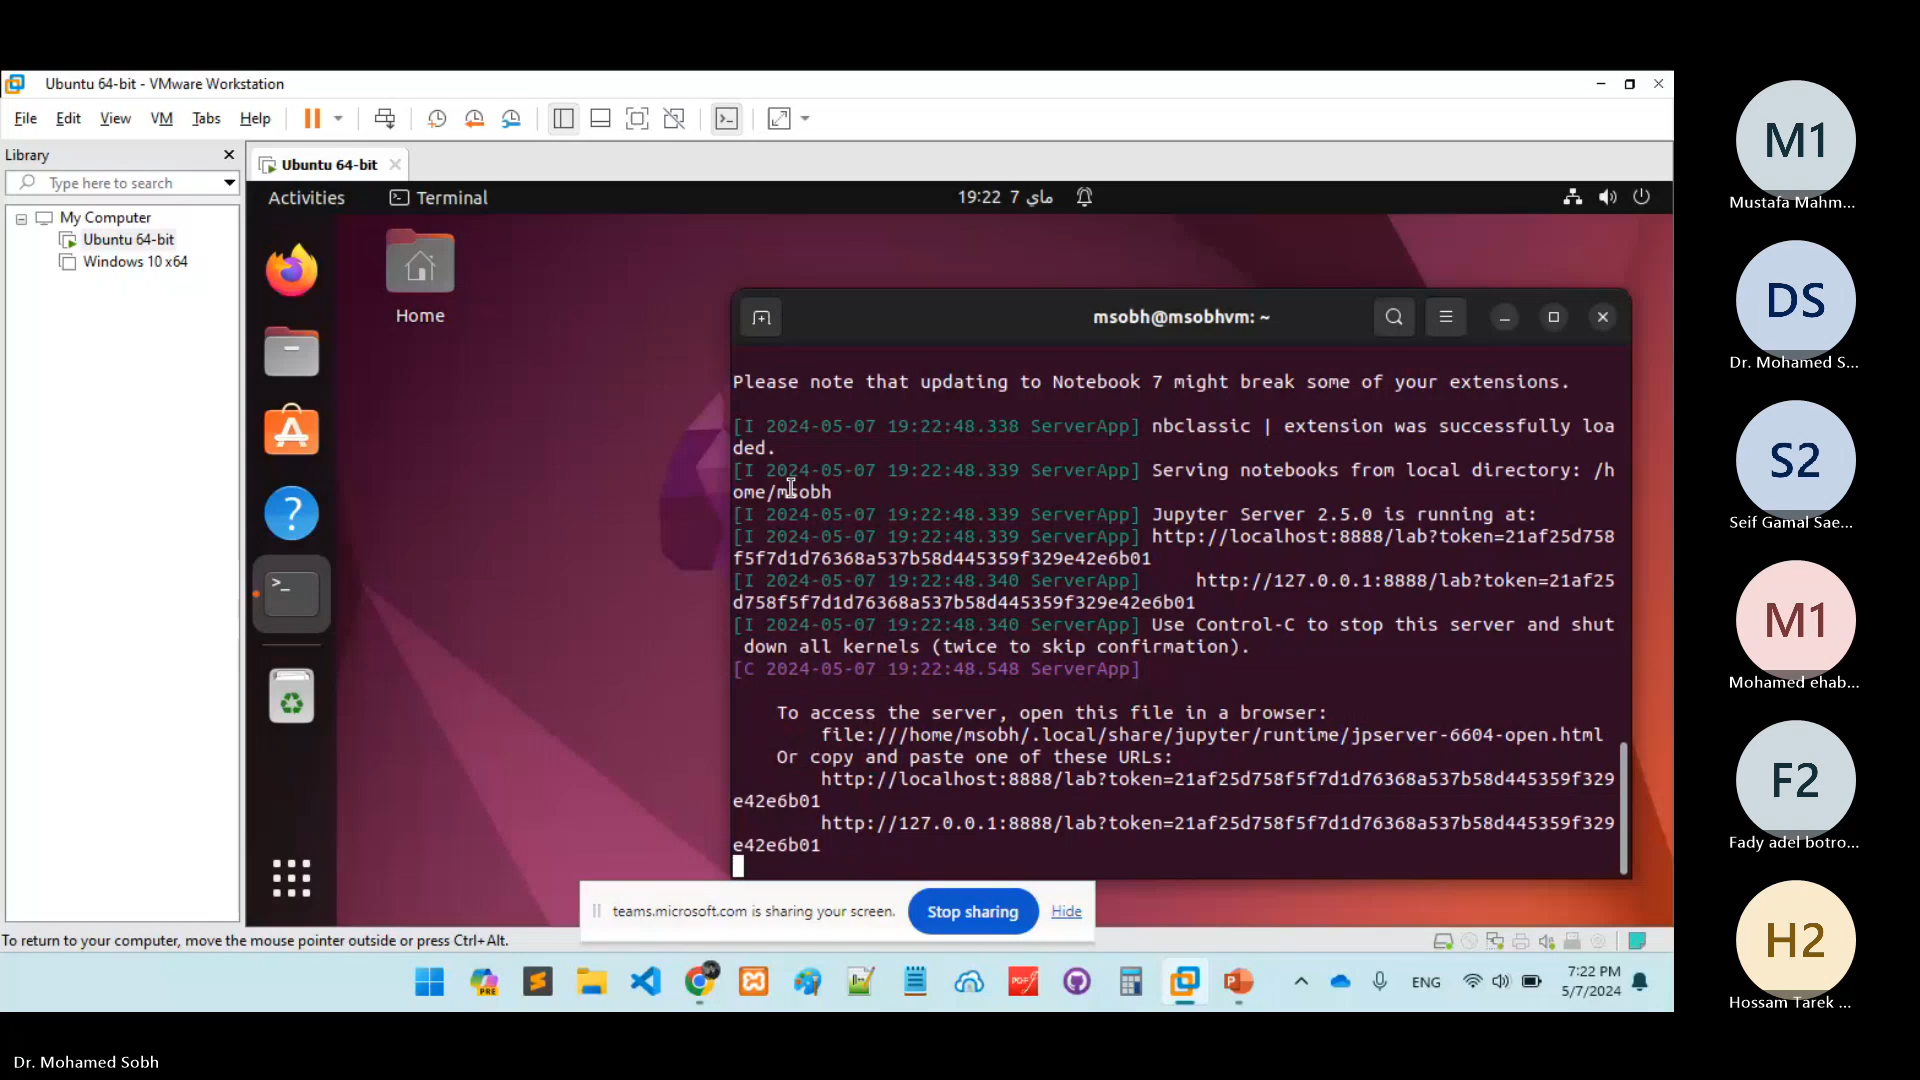 Ubuntu 64-bit - VMware Workstation
File Edit View VM Tabs Help
Library
Type here to search
My Computer
Ubuntu 64-bit
Windows 10 x64
Ubuntu 64-bit
Activities
Terminal
19:22 7 ماي
Home
msobh@msobhvm: ~
Please note that updating to Notebook 7 might break some of your extensions.
[I 2024-05-07 19:22:48.338 ServerApp] nbclassic | extension was successfully loa
ded.
[I 2024-05-07 19:22:48.339 ServerApp] Serving notebooks from local directory: /h
ome/msobh
[I 2024-05-07 19:22:48.339 ServerApp] Jupyter Server 2.5.0 is running at:
[I 2024-05-07 19:22:48.339 ServerApp] http://localhost:8888/lab?token=21af25d758
f5f7d1d76368a537b58d445359f329e42e6b01
[I 2024-05-07 19:22:48.340 ServerApp]     http://127.0.0.1:8888/lab?token=21af25
d758f5f7d1d76368a537b58d445359f329e42e6b01
[I 2024-05-07 19:22:48.340 ServerApp] Use Control-C to stop this server and shut
down all kernels (twice to skip confirmation).
[C 2024-05-07 19:22:48.548 ServerApp]
To access the server, open this file in a browser:
file:///home/msobh/.local/share/jupyter/runtime/jpserver-6604-open.html
Or copy and paste one of these URLs:
http://localhost:8888/lab?token=21af25d758f5f7d1d76368a537b58d445359f329
e42e6b01
http://127.0.0.1:8888/lab?token=21af25d758f5f7d1d76368a537b58d445359f329
e42e6b01
teams.microsoft.com is sharing your screen.
Stop sharing
Hide
To return to your computer, move the mouse pointer outside or press Ctrl+Alt.
PRE
PDF
ENG
7:22 PM
5/7/2024
M1
Mustafa Mahm...
DS
Dr. Mohamed S...
S2
Seif Gamal Sae...
M1
Mohamed ehab...
F2
Fady adel botro...
H2
Hossam Tarek ...
Dr. Mohamed Sobh